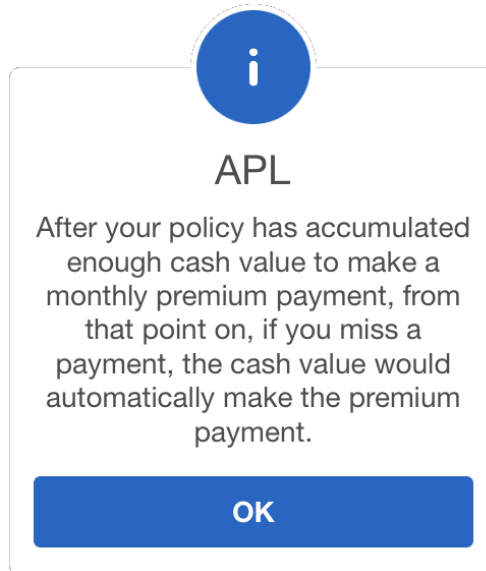 i
APL
After your policy has accumulated
enough cash value to make a
monthly premium payment, from
that point on, if you miss a
payment, the cash value would
automatically make the premium
payment.
OK